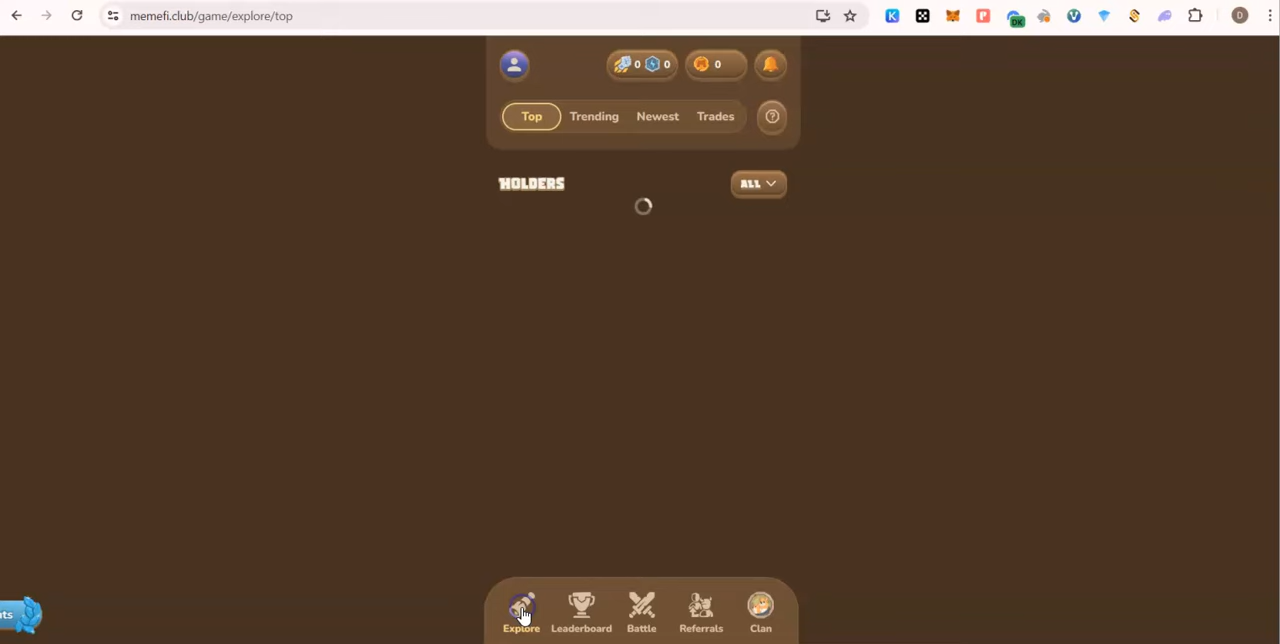 memefi.club/game/explore/top
K
P
DK
D
0 0 0
Top Trending Newest Trades
HOLDERS ALL
Explore Leaderboard Battle Referrals Clan